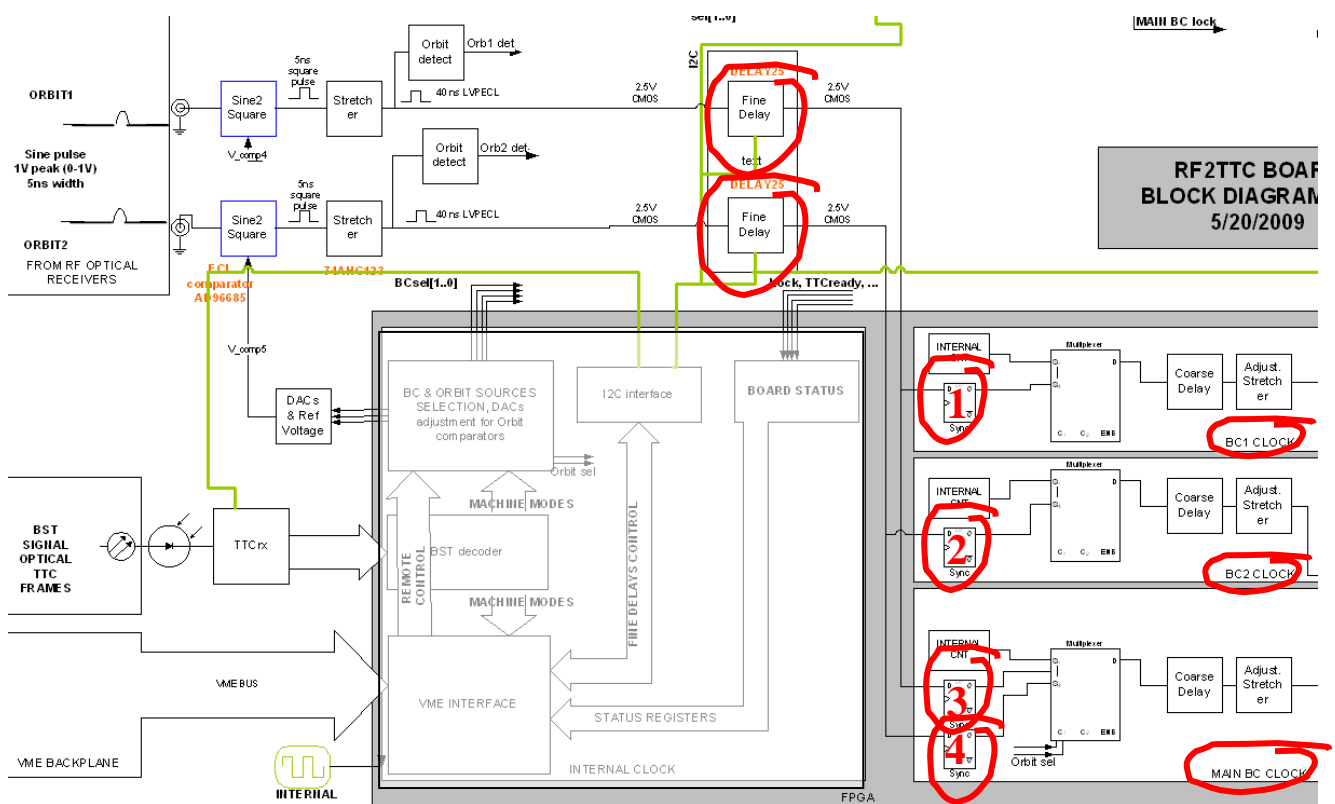 sel[1..0]
MAIN BC lock
I2C
Orbit
detect
Orb1 det
5ns
square
pulse
DELAY25
ORBIT1
Sine2
Square
Stretch
er
40 ns LVPECL
2.5V
CMOS
Fine
Delay
2.5V
CMOS
Sine pulse
1V peak (0-1V)
5ns width
V_comp4
Orbit
detect
Orb2 det
text
DELAY25
RF2TTC BOAR
BLOCK DIAGRAM
5/20/2009
5ns
square
pulse
Sine2
Square
Stretch
er
40 ns LVPECL
2.5V
CMOS
Fine
Delay
2.5V
CMOS
ORBIT2
FROM RF OPTICAL
RECEIVERS
ECL
comparator
AD96685
74AHC123
BCsel[1..0]
Lock, TTCready, ...
V_comp5
DACs
& Ref
Voltage
BC & ORBIT SOURCES
SELECTION, DACs
adjustment for Orbit
comparators
Orbit sel
I2C interface
BOARD STATUS
INTERNAL
CNT
1
Multiplexer
Coarse
Delay
Adjust.
Stretch
er
BC1 CLOCK
BST
SIGNAL
OPTICAL
TTC
FRAMES
TTCrx
MACHINE MODES
BST decoder
MACHINE MODES
REMOTE
CONTROL
FINE DELAYS CONTROL
INTERNAL
CNT
2
Sync
Multiplexer
Coarse
Delay
Adjust.
Stretch
er
BC2 CLOCK
VME BUS
VME INTERFACE
STATUS REGISTERS
VME BACKPLANE
INTERNAL
INTERNAL CLOCK
FPGA
INTERNAL
CNT
3
Sync
4
Sync
Multiplexer
Orbit sel
Coarse
Delay
Adjust.
Stretch
er
MAIN BC CLOCK